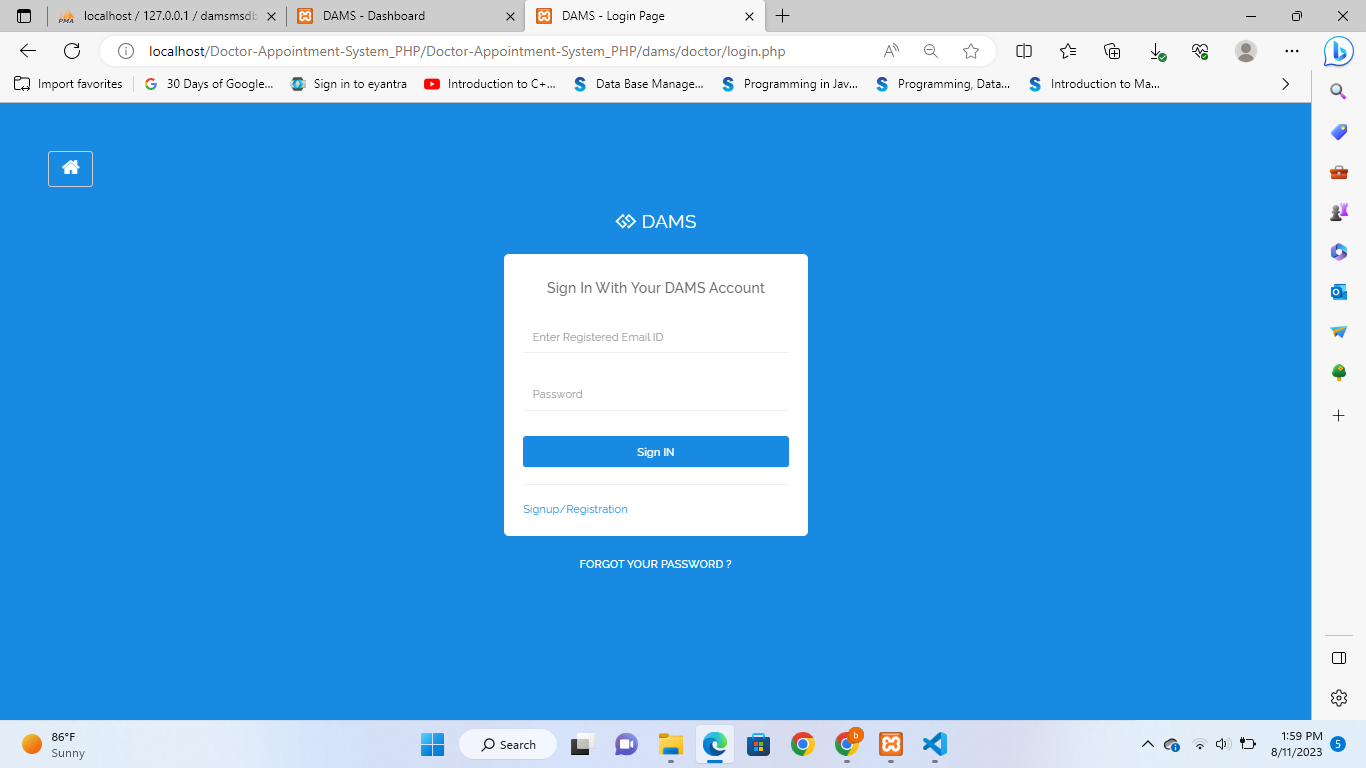 localhost / 127.0.0.1 / damsmsdb
DAMS - Dashboard
DAMS - Login Page
localhost/Doctor-Appointment-System_PHP/Doctor-Appointment-System_PHP/dams/doctor/login.php
Import favorites
30 Days of Google...
Sign in to eyantra
Introduction to C+...
Data Base Manage...
Programming in Jav...
Programming, Data...
Introduction to Ma...
DAMS
Sign In With Your DAMS Account
Enter Registered Email ID
Password
Sign IN
Signup/Registration
FORGOT YOUR PASSWORD ?
86°F
Sunny
Search
b
1:59 PM
8/11/2023
5